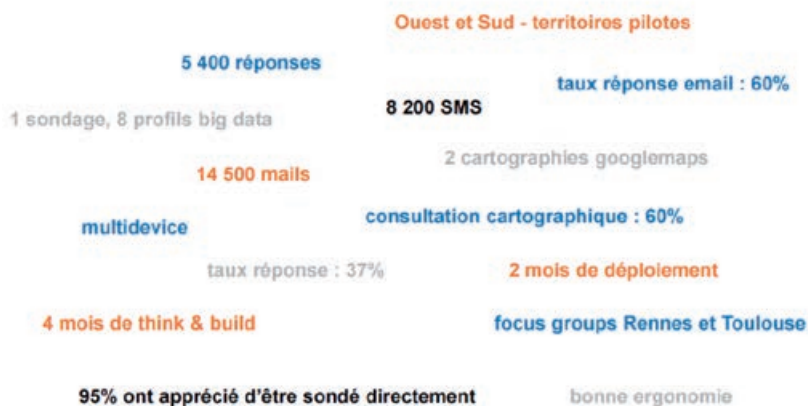 Ouest et Sud - territoires pilotes
5 400 réponses
taux réponse email : 60%
8 200 SMS
1 sondage, 8 profils big data
2 cartographies googlemaps
14 500 mails
consultation cartographique : 60%
multidevice
taux réponse : 37%
2 mois de déploiement
4 mois de think & build
focus groups Rennes et Toulouse
95% ont apprécié d'être sondé directement
bonne ergonomie